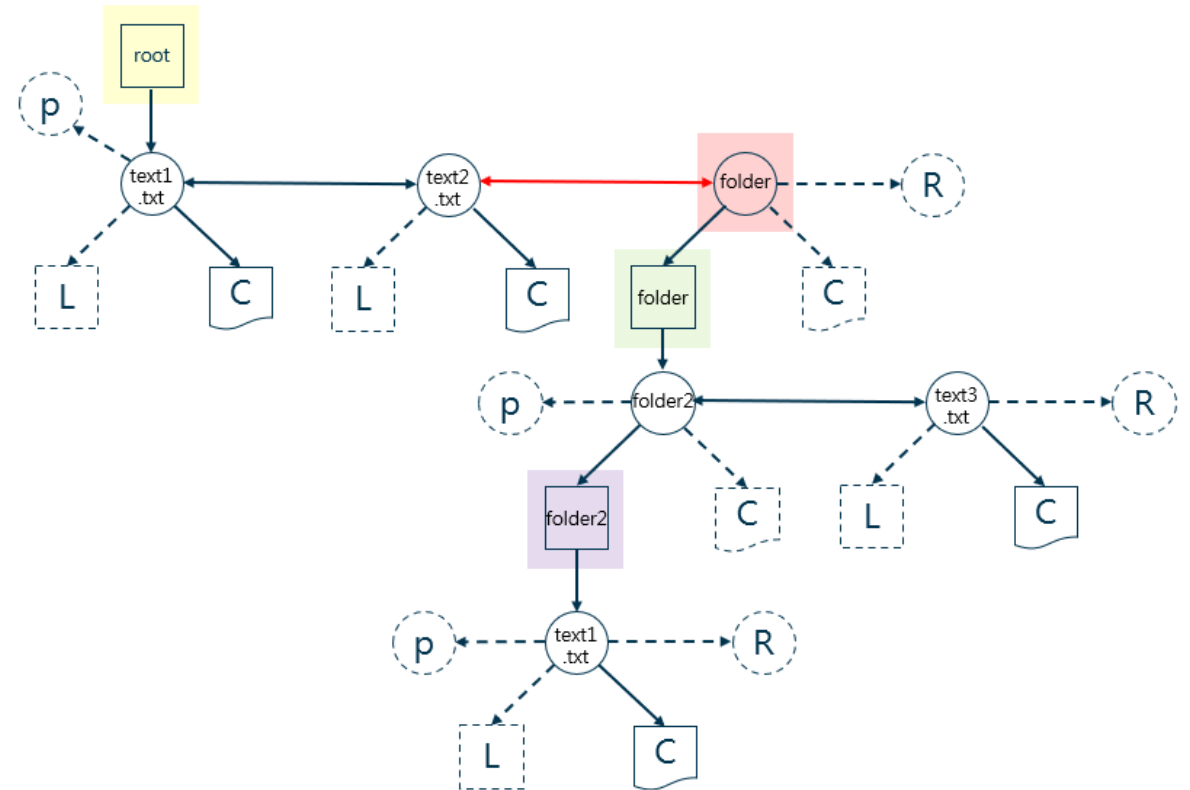 root
p
text1
.txt
text2
.txt
folder
R
L
C
L
C
folder
C
p
folder2
text3
.txt
R
folder2
C
L
C
p
text1
.txt
R
L
C